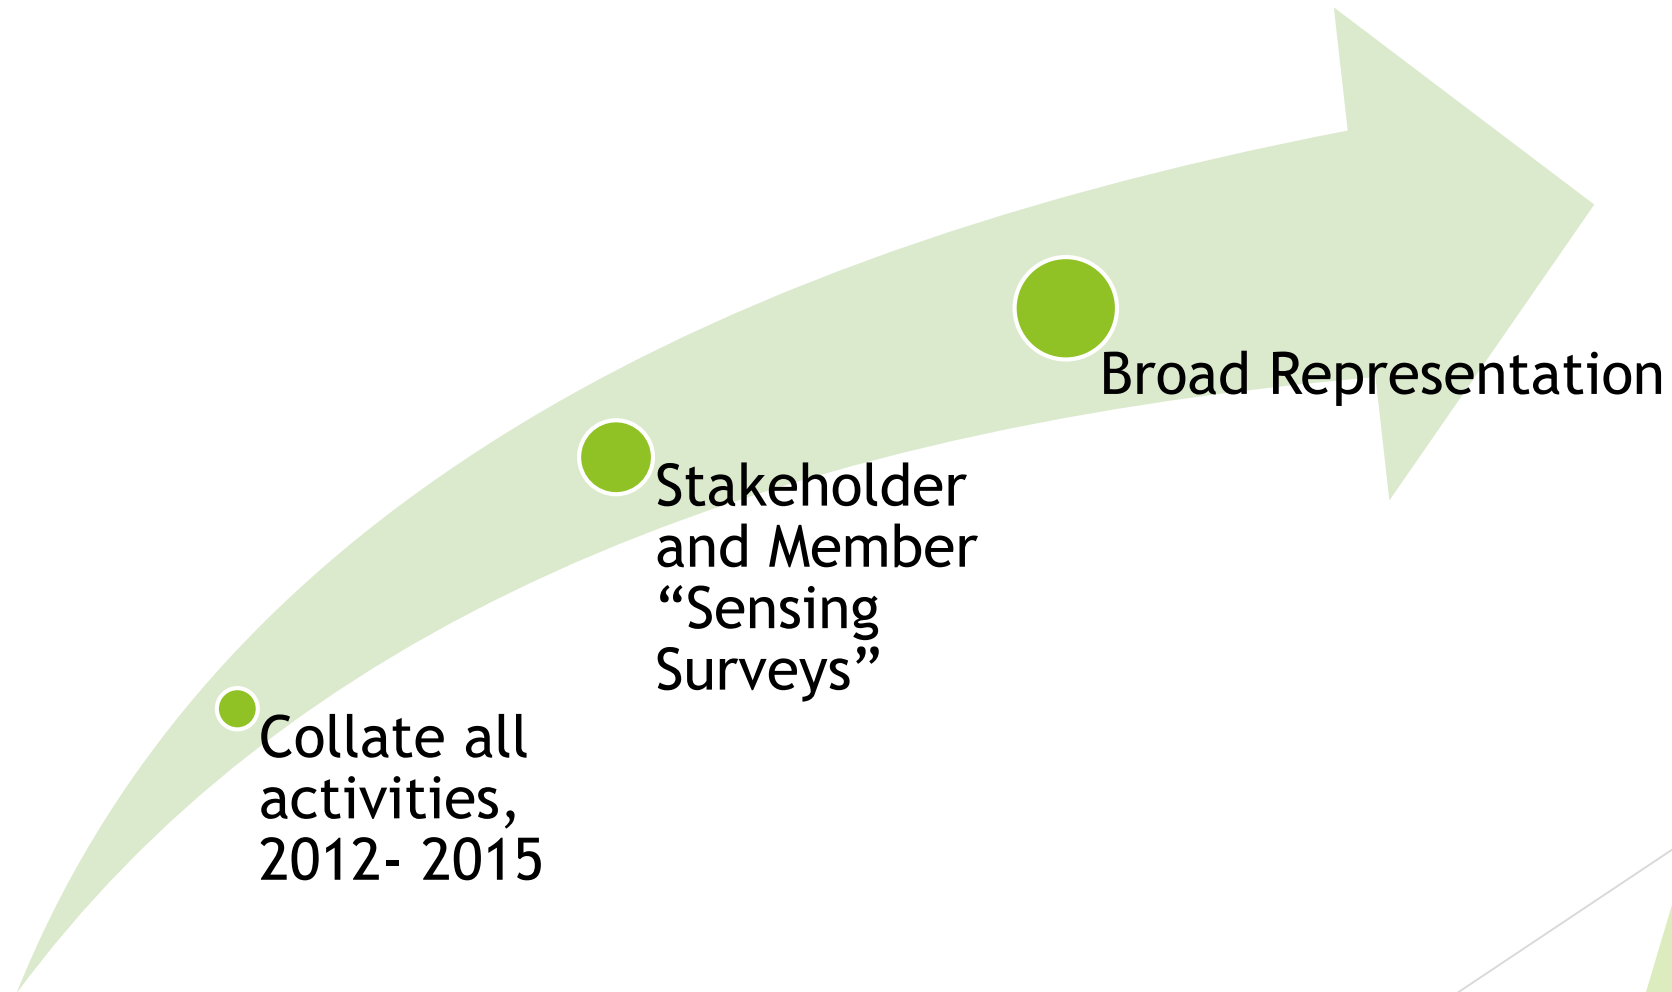 Broad Representation
Stakeholder
and Member
“Sensing
Surveys”
Collate all
activities,
2012- 2015